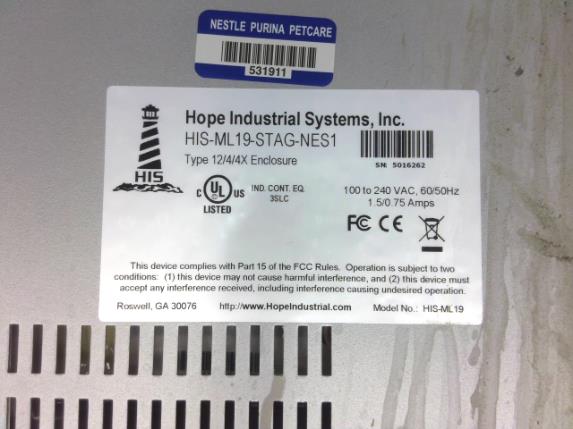 NESTLE PURINA PETCARE
531911
Hope Industrial Systems, Inc.
HIS-ML19-STAG-NES1
Type 12/4/4X Enclosure
SN: 5016262
HIS
C UL US
LISTED
IND. CONT. EQ.
3SLC
100 to 240 VAC, 60/50Hz
1.5/0.75 Amps
FC CE
This device complies with Part 15 of the FCC Rules. Operation is subject to two
conditions: (1) this device may not cause harmful interference, and (2) this device must
accept any interference received, including interference causing undesired operation.
Roswell, GA 30076 http://www.HopeIndustrial.com Model No.: HIS-ML19